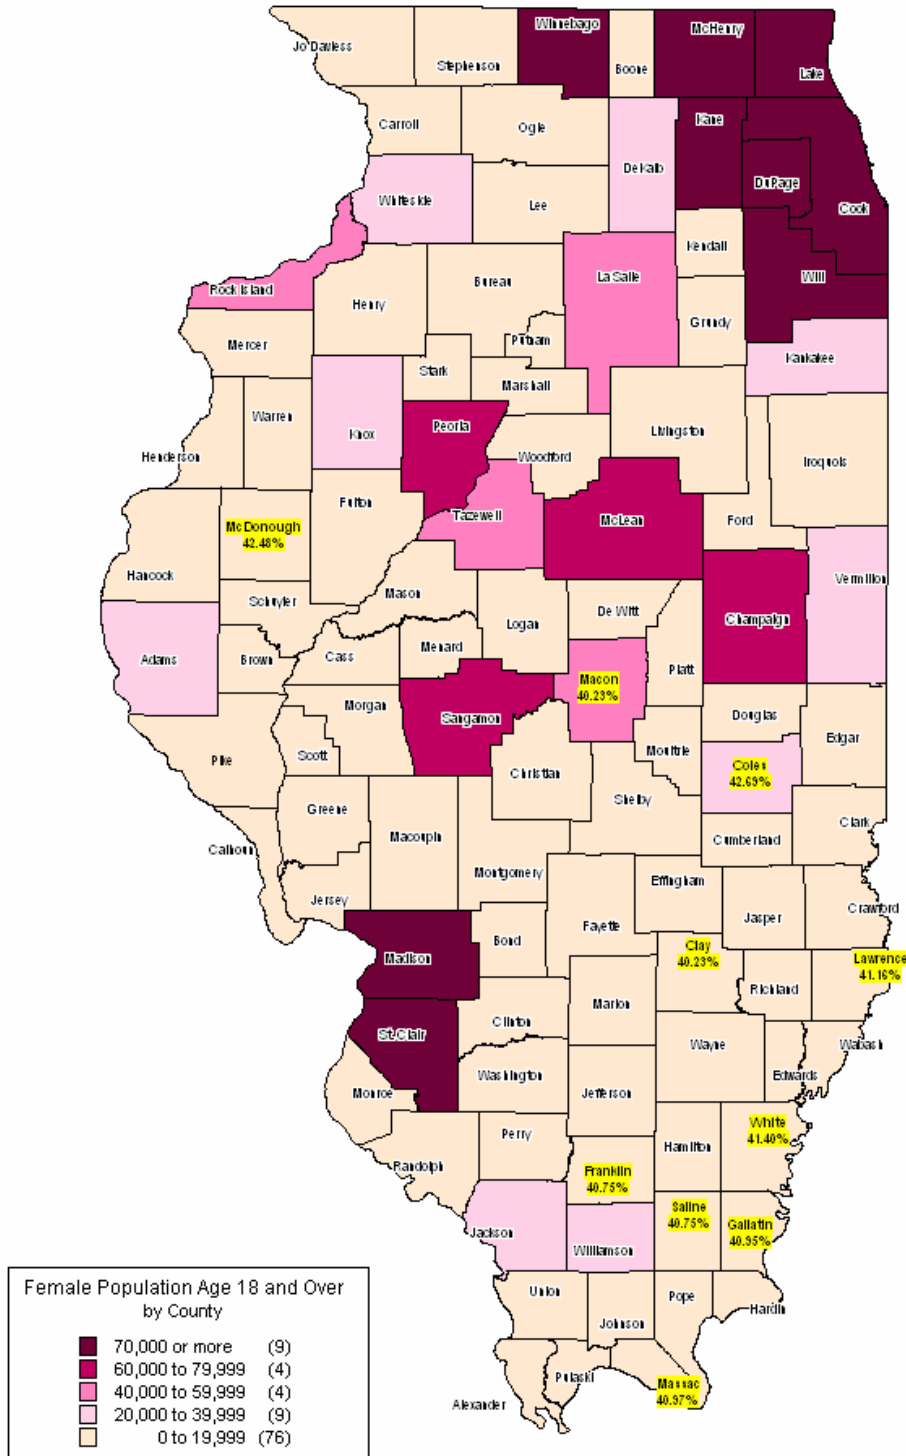 Winnebago
McHenry
Jo Daviess
Stephenson
Boone
Lake
Carroll
Ogle
Kane
DeKalb
DuPage
Whiteside
Lee
Cook
Kendall
La Salle
Will
Rock Island
Bureau
Henry
Grundy
Putnam
Mercer
Kankakee
Stark
Marshall
Warren
Peoria
Knox
Livingston
Henderson
Woodford
Iroquois
Fulton
Tazewell
McLean
Ford
McDonough
42.48%
Hancock
Vermilion
Mason
Schuyler
De Witt
Logan
Champaign
Menard
Adams
Brown
Cass
Piatt
Macon
40.23%
Morgan
Sangamon
Douglas
Edgar
Moultrie
Scott
Pike
Coles
42.69%
Christian
Shelby
Greene
Clark
Macoupin
Cumberland
Calhoun
Montgomery
Effingham
Jersey
Crawford
Jasper
Fayette
Bond
Clay
40.23%
Madison
Lawrence
41.16%
Richland
Marion
Clinton
St. Clair
Wabash
Wayne
Washington
Edwards
Monroe
Jefferson
White
41.40%
Perry
Hamilton
Randolph
Franklin
40.75%
Saline
40.75%
Gallatin
40.95%
Jackson
Williamson
Union
Pope
Hardin
Johnson
Pulaski
Massac
40.97%
Alexander
Female Population Age 18 and Over
by County
70,000 or more (9)
60,000 to 79,999 (4)
40,000 to 59,999 (4)
20,000 to 39,999 (9)
0 to 19,999 (76)